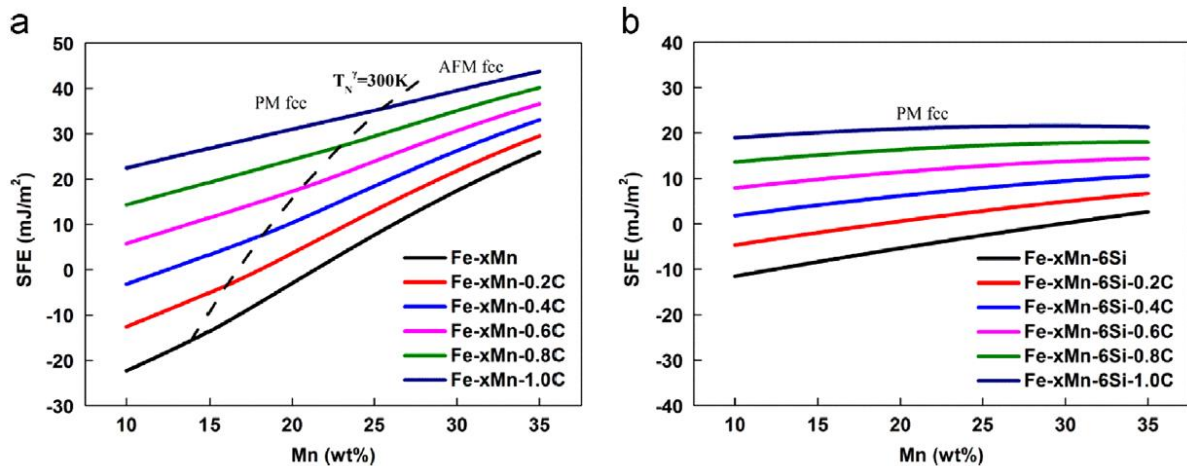 a
SFE (mJ/m²)
50
40
30
20
10
0
-10
-20
-30
PM fcc
T_N^γ=300K
AFM fcc
Fe-xMn
Fe-xMn-0.2C
Fe-xMn-0.4C
Fe-xMn-0.6C
Fe-xMn-0.8C
Fe-xMn-1.0C
10 15 20 25 30 35
Mn (wt%)
b
SFE (mJ/m²)
40
30
20
10
0
-10
-20
-30
-40
PM fcc
Fe-xMn-6Si
Fe-xMn-6Si-0.2C
Fe-xMn-6Si-0.4C
Fe-xMn-6Si-0.6C
Fe-xMn-6Si-0.8C
Fe-xMn-6Si-1.0C
10 15 20 25 30 35
Mn (wt%)